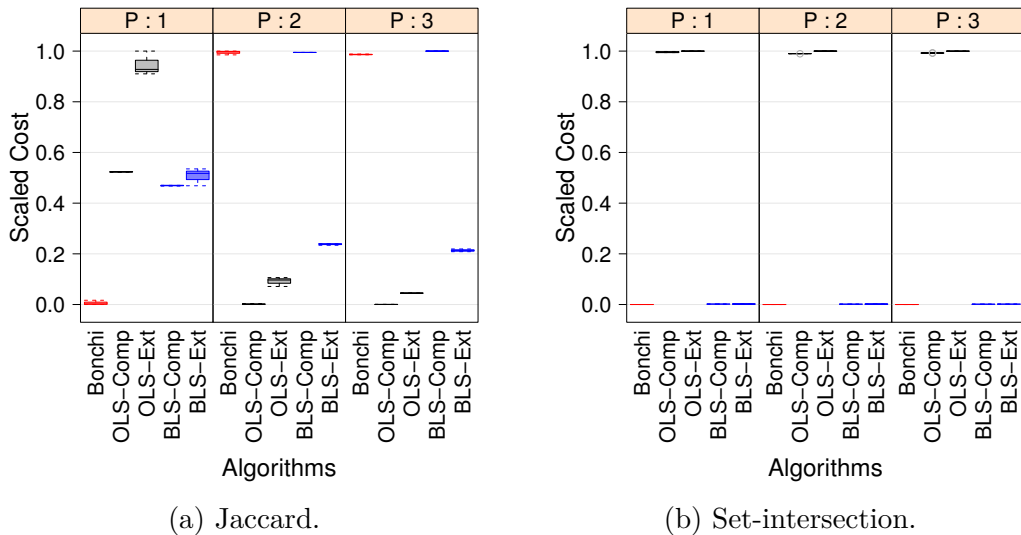 P : 1 P : 2 P : 3
Scaled Cost
1.0
0.8
0.6
0.4
0.2
0.0
Bonchi
OLS−Comp
OLS−Ext
BLS−Comp
BLS−Ext
Bonchi
OLS−Comp
OLS−Ext
BLS−Comp
BLS−Ext
Bonchi
OLS−Comp
OLS−Ext
BLS−Comp
BLS−Ext
Algorithms
(a) Jaccard.
P : 1 P : 2 P : 3
Scaled Cost
1.0
0.8
0.6
0.4
0.2
0.0
Bonchi
OLS−Comp
OLS−Ext
BLS−Comp
BLS−Ext
Bonchi
OLS−Comp
OLS−Ext
BLS−Comp
BLS−Ext
Bonchi
OLS−Comp
OLS−Ext
BLS−Comp
BLS−Ext
Algorithms
(b) Set-intersection.